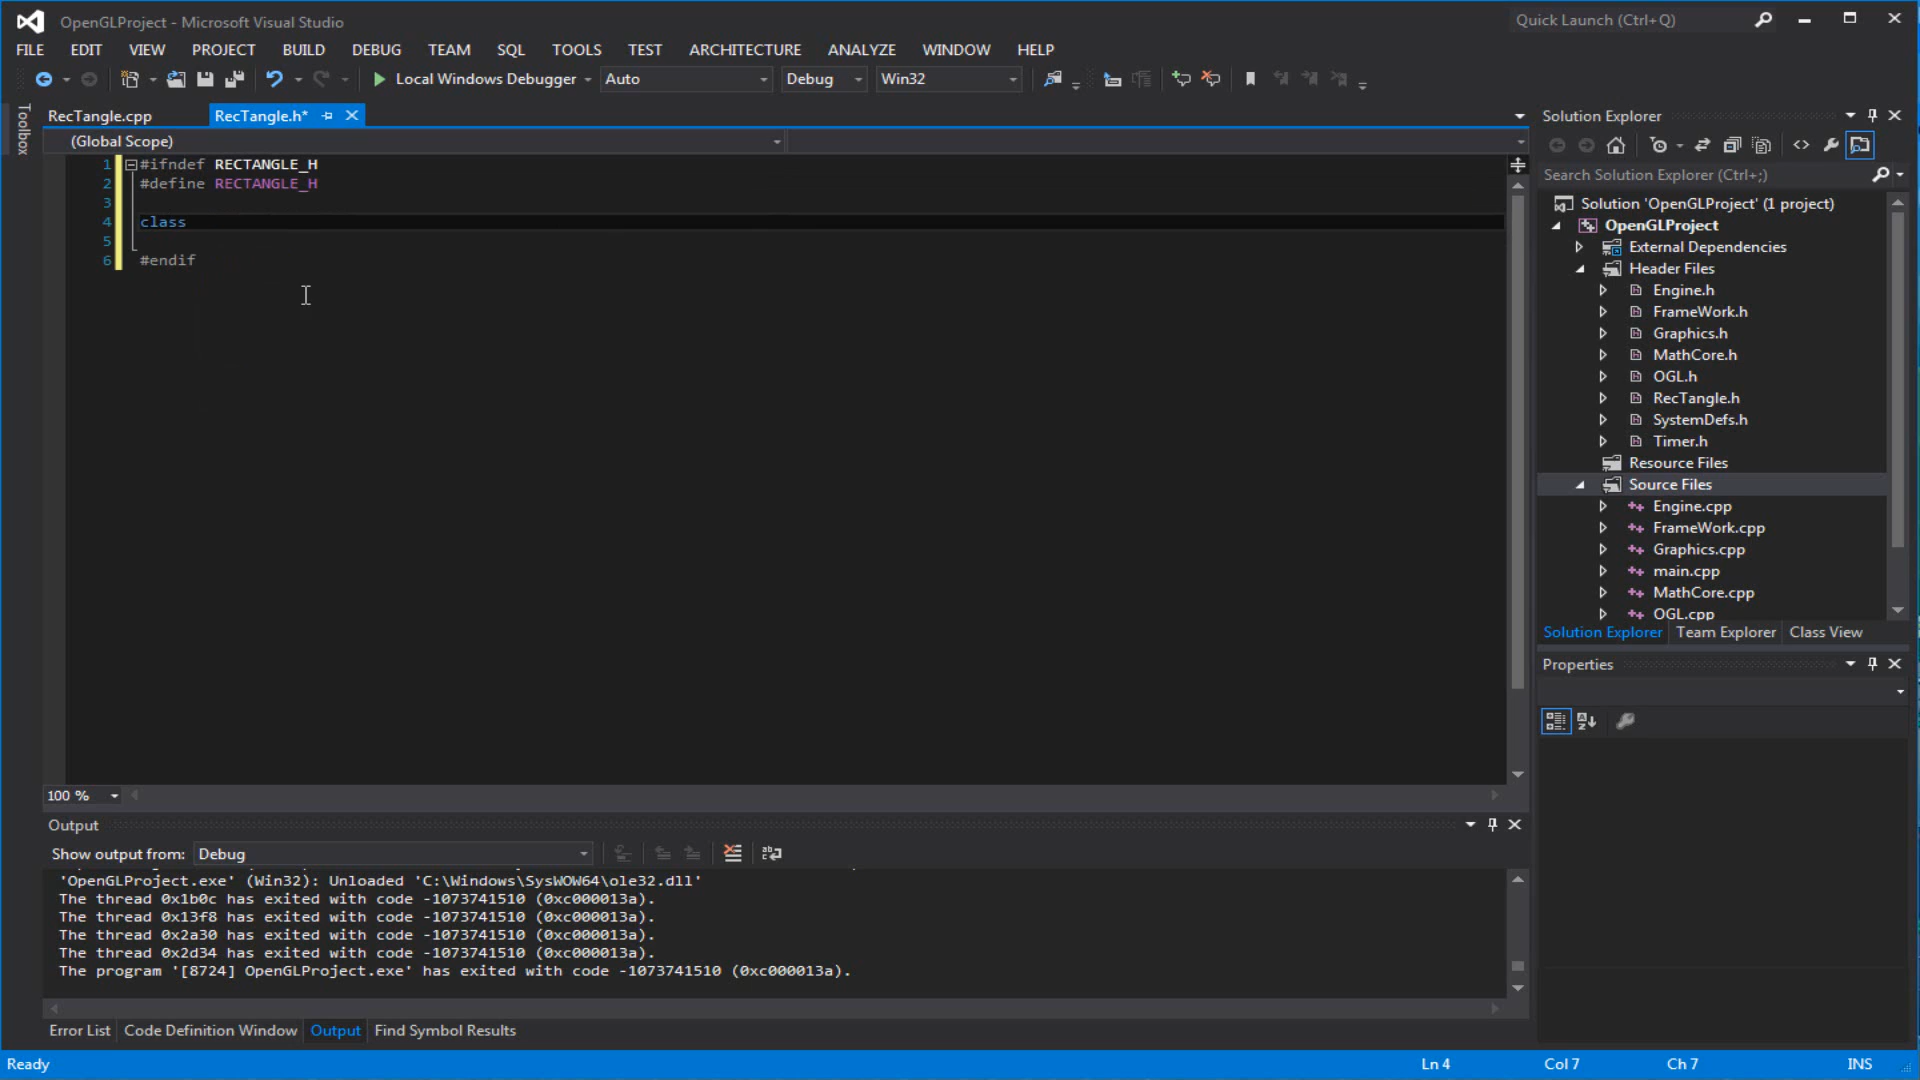 OpenGLProject - Microsoft Visual Studio
Quick Launch (Ctrl+Q)
FILE EDIT VIEW PROJECT BUILD DEBUG TEAM SQL TOOLS TEST ARCHITECTURE ANALYZE WINDOW HELP
Local Windows Debugger Auto Debug Win32
Toolbox
RecTangle.cpp RecTangle.h*
(Global Scope)
1 #ifndef RECTANGLE_H
2 #define RECTANGLE_H
3
4 class
5
6 #endif
100 %
Output
Show output from: Debug
'OpenGLProject.exe' (Win32): Unloaded 'C:\Windows\SysWOW64\ole32.dll'
The thread 0x1b0c has exited with code -1073741510 (0xc000013a).
The thread 0x13f8 has exited with code -1073741510 (0xc000013a).
The thread 0x2a30 has exited with code -1073741510 (0xc000013a).
The thread 0x2d34 has exited with code -1073741510 (0xc000013a).
The program '[8724] OpenGLProject.exe' has exited with code -1073741510 (0xc000013a).
Error List Code Definition Window Output Find Symbol Results
Solution Explorer
Search Solution Explorer (Ctrl+;)
Solution 'OpenGLProject' (1 project)
OpenGLProject
External Dependencies
Header Files
Engine.h
FrameWork.h
Graphics.h
MathCore.h
OGL.h
RecTangle.h
SystemDefs.h
Timer.h
Resource Files
Source Files
Engine.cpp
FrameWork.cpp
Graphics.cpp
main.cpp
MathCore.cpp
OGL.cpp
Solution Explorer Team Explorer Class View
Properties
Ready Ln 4 Col 7 Ch 7 INS